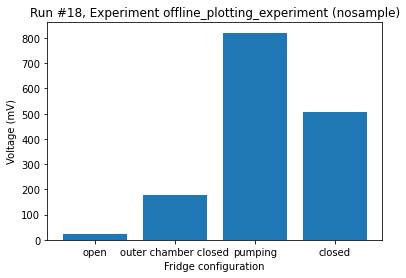 Run #18, Experiment offline_plotting_experiment (nosample)
Voltage (mV)
800
700
600
500
400
300
200
100
0
open outer chamber closed pumping closed
Fridge configuration